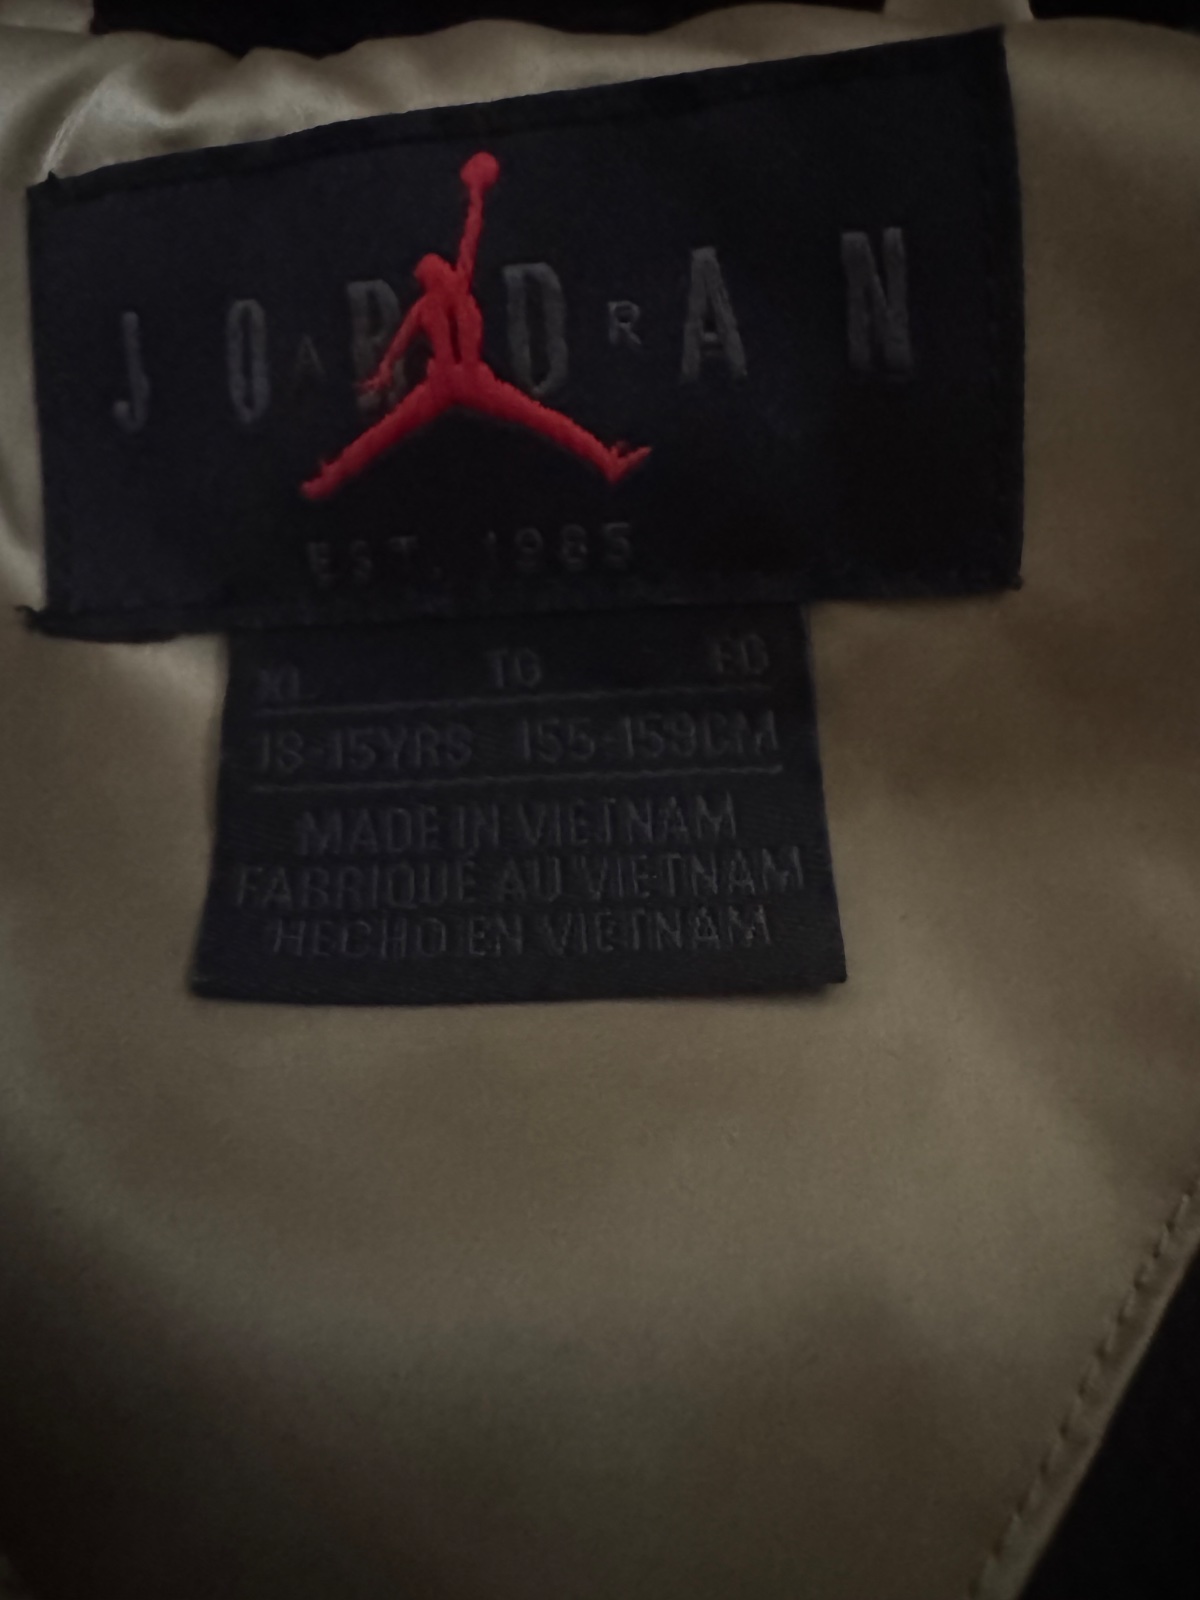 JORDAN
A R
EST. 1985
XL TG EG
13-15YRS 155-159CM
MADE IN VIETNAM
FABRIQUÉ AU VIETNAM
HECHO EN VIETNAM